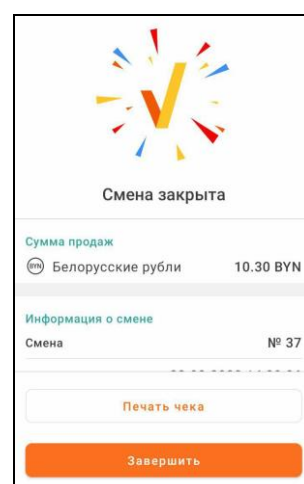 Смена закрыта
Сумма продаж
BYN Белорусские рубли 10.30 BYN
Информация о смене
Смена № 37
Печать чека
Завершить